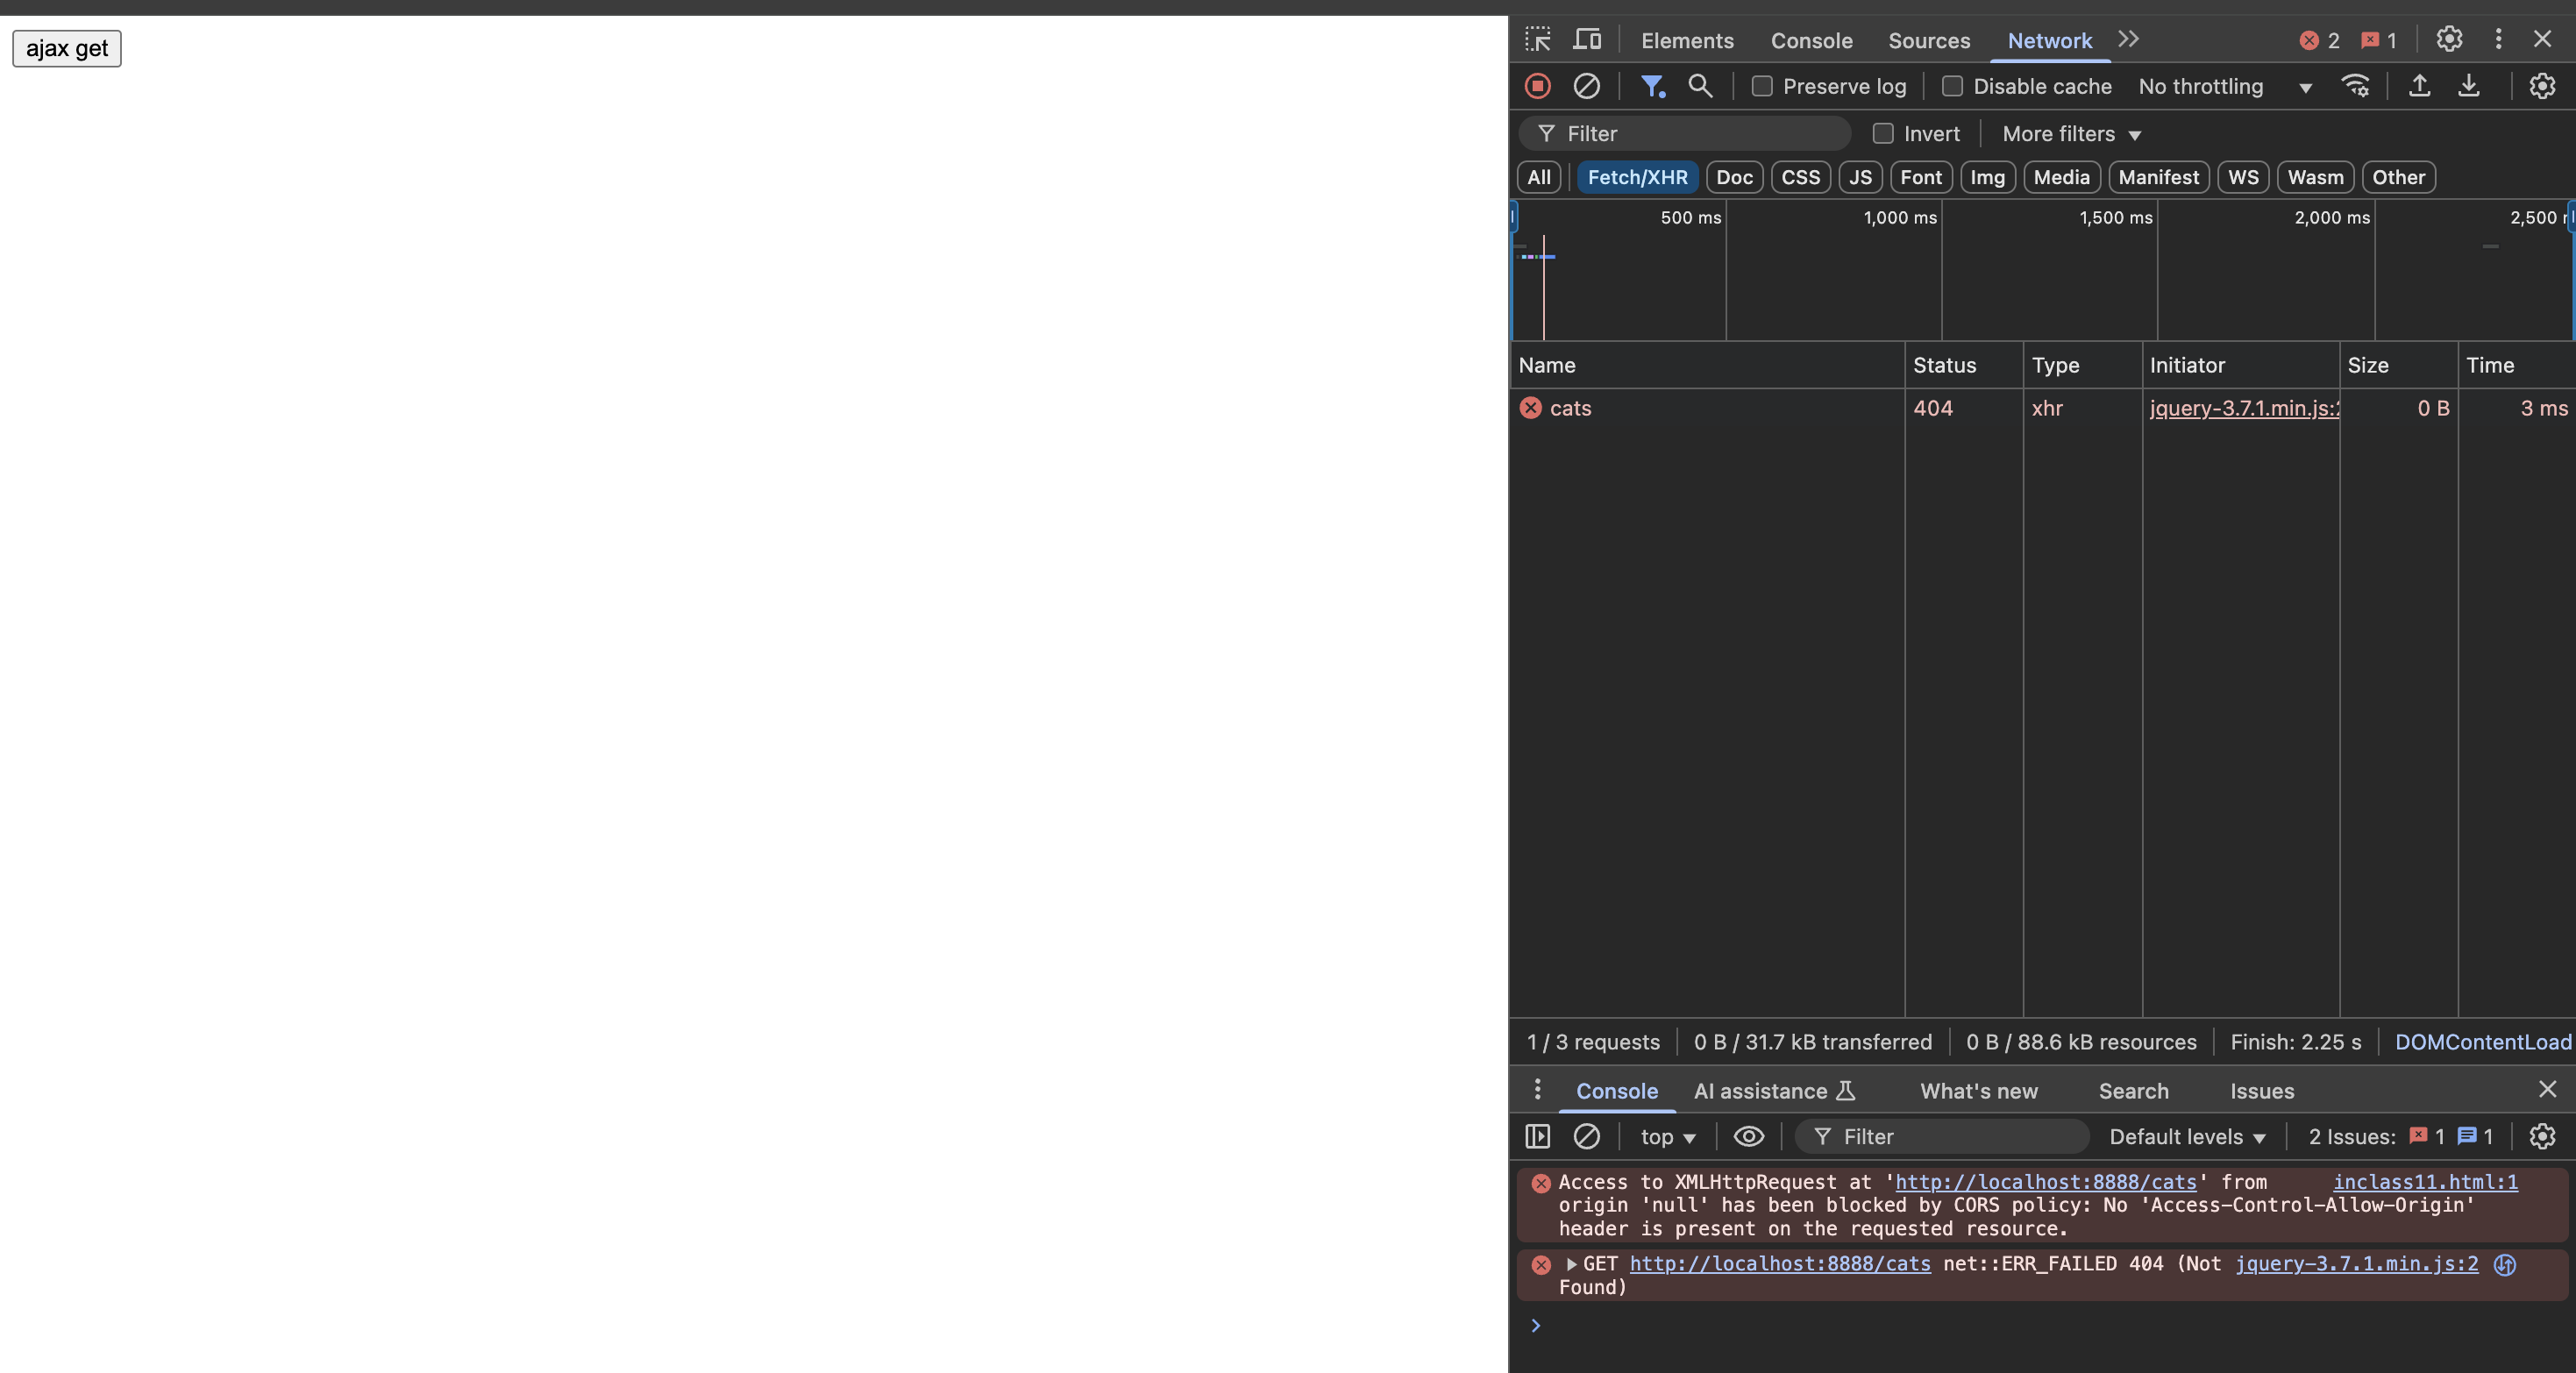 ajax get
Elements Console Sources Network 2 1
Preserve log Disable cache No throttling
Filter Invert More filters
All Fetch/XHR Doc CSS JS Font Img Media Manifest WS Wasm Other
500 ms 1,000 ms 1,500 ms 2,000 ms 2,500
Name Status Type Initiator Size Time
cats 404 xhr jquery-3.7.1.min.js: 0 B 3 ms
1 / 3 requests 0 B / 31.7 kB transferred 0 B / 88.6 kB resources Finish: 2.25 s DOMContentLoad
Console AI assistance What's new Search Issues
top Filter Default levels 2 Issues: 1 1
Access to XMLHttpRequest at 'http://localhost:8888/cats' from inclass11.html:1
origin 'null' has been blocked by CORS policy: No 'Access-Control-Allow-Origin'
header is present on the requested resource.
GET http://localhost:8888/cats net::ERR_FAILED 404 (Not jquery-3.7.1.min.js:2
Found)